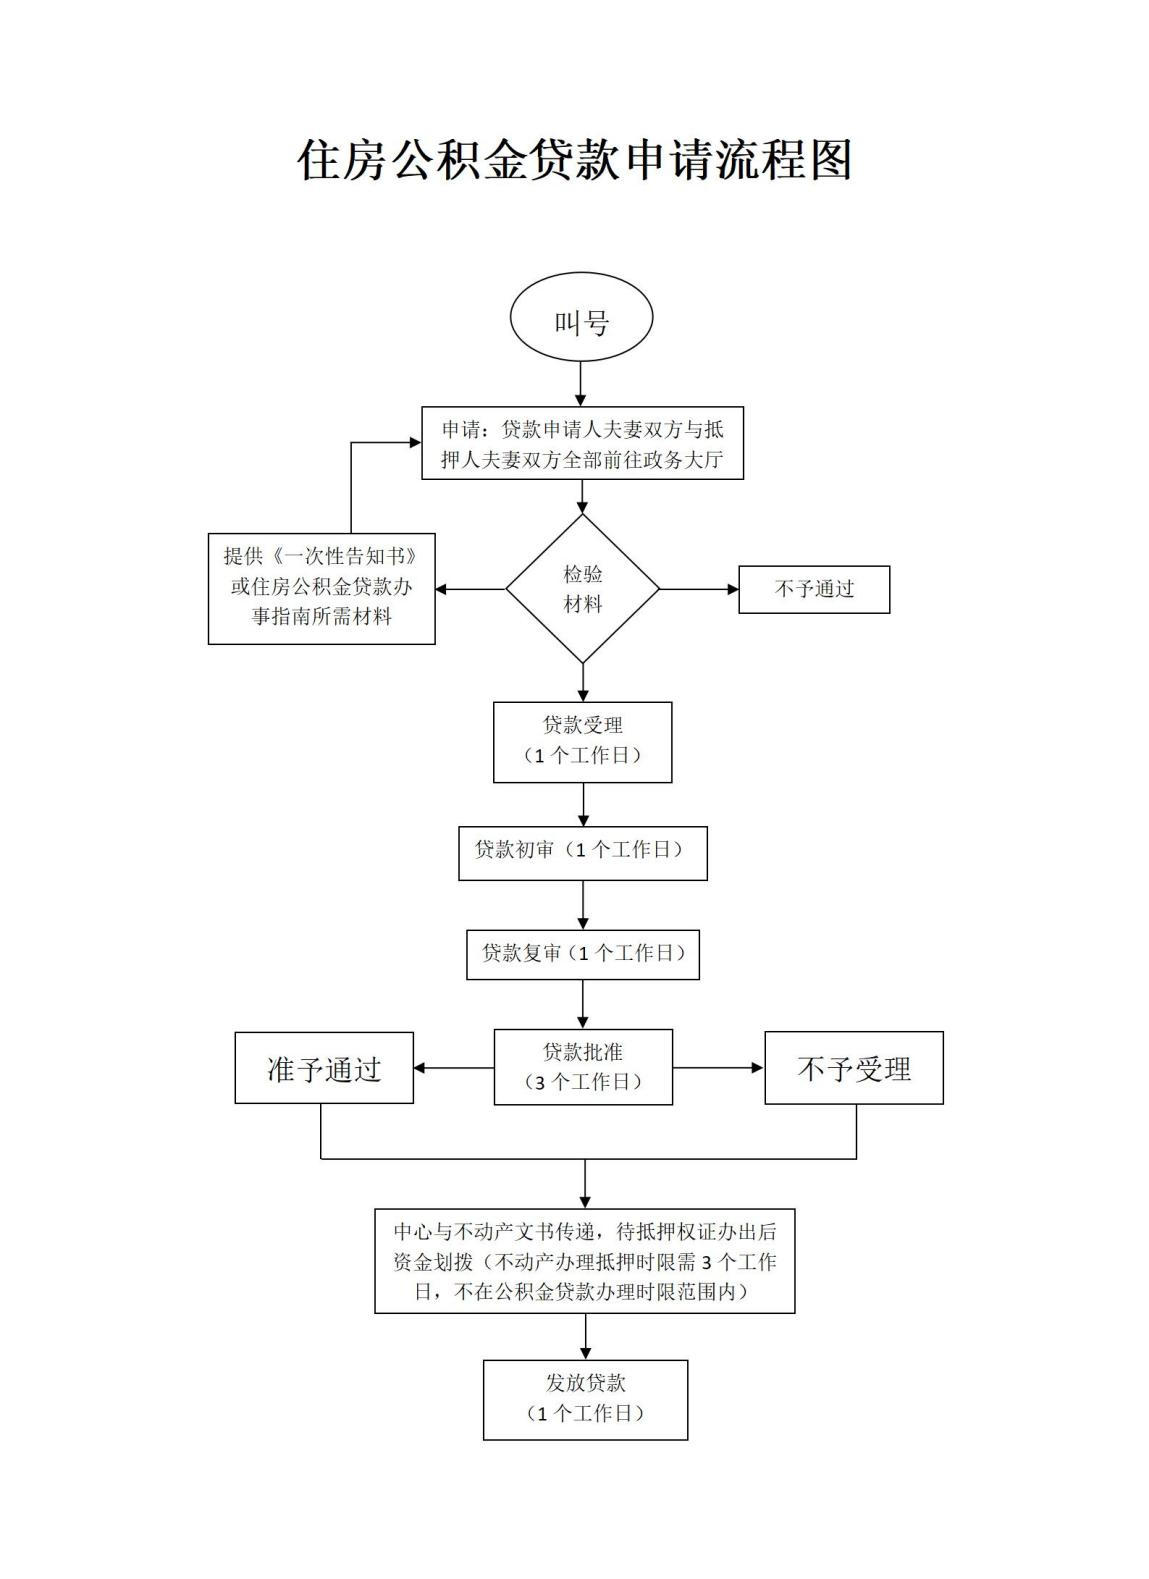 住房公积金贷款申请流程图
叫号
申请：贷款申请人夫妻双方与抵
押人夫妻双方全部前往政务大厅
提供《一次性告知书》
或住房公积金贷款办
事指南所需材料
检验
材料
不予通过
贷款受理
（1 个工作日）
贷款初审（1 个工作日）
贷款复审（1 个工作日）
准予通过
贷款批准
（3 个工作日）
不予受理
中心与不动产文书传递，待抵押权证办出后
资金划拨（不动产办理抵押时限需 3 个工作
日，不在公积金贷款办理时限范围内）
发放贷款
（1 个工作日）